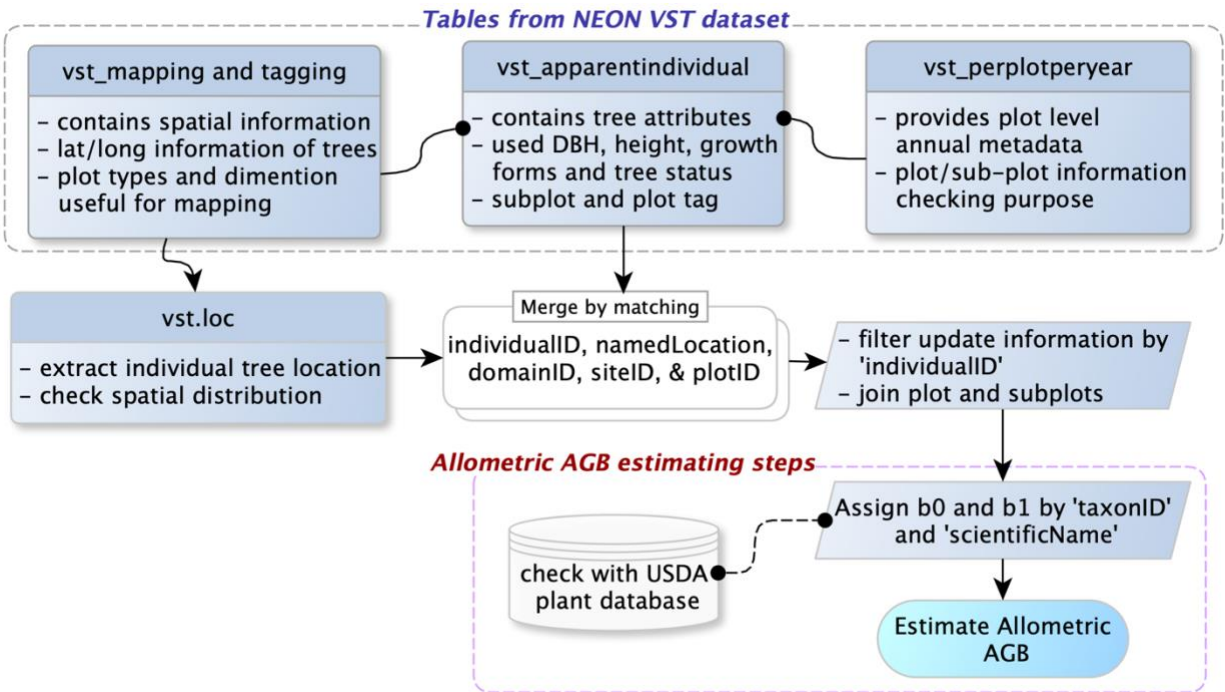 Tables from NEON VST dataset
vst_mapping and tagging
– contains spatial information
– lat/long information of trees
– plot types and dimention
useful for mapping
vst_apparentindividual
– contains tree attributes
– used DBH, height, growth
forms and tree status
– subplot and plot tag
vst_perplotperyear
– provides plot level
annual metadata
– plot/sub-plot information
checking purpose
vst.loc
– extract individual tree location
– check spatial distribution
Merge by matching
individualID, namedLocation,
domainID, siteID, & plotID
– filter update information by
'individualID'
– join plot and subplots
Allometric AGB estimating steps
check with USDA
plant database
Assign b0 and b1 by 'taxonID'
and 'scientificName'
Estimate Allometric
AGB